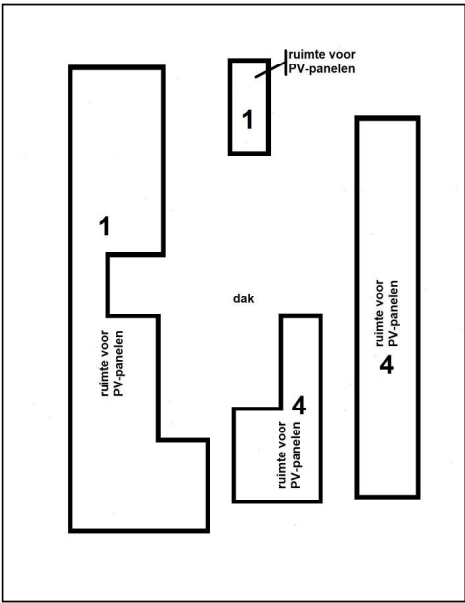 ruimte voor
PV-panelen
1
1
ruimte voor
PV-panelen
dak
4
ruimte voor
PV-panelen
ruimte voor
PV-panelen
4